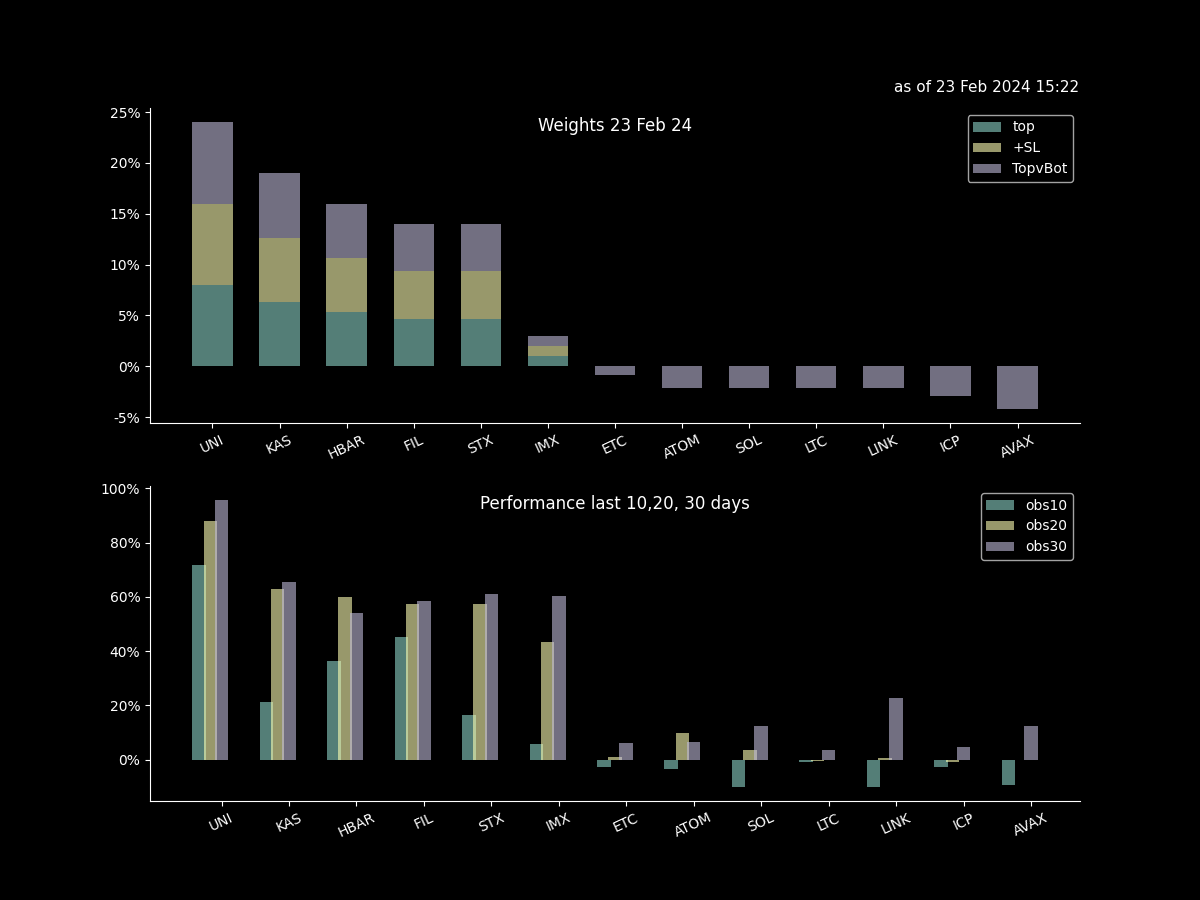 as of 23 Feb 2024 15:22
Weights 23 Feb 24
top
+SL
TopvBot
25%
20%
15%
10%
5%
0%
-5%
UNI KAS HBAR FIL STX IMX ETC ATOM SOL LTC LINK ICP AVAX
Performance last 10,20, 30 days
obs10
obs20
obs30
100%
80%
60%
40%
20%
0%
UNI KAS HBAR FIL STX IMX ETC ATOM SOL LTC LINK ICP AVAX